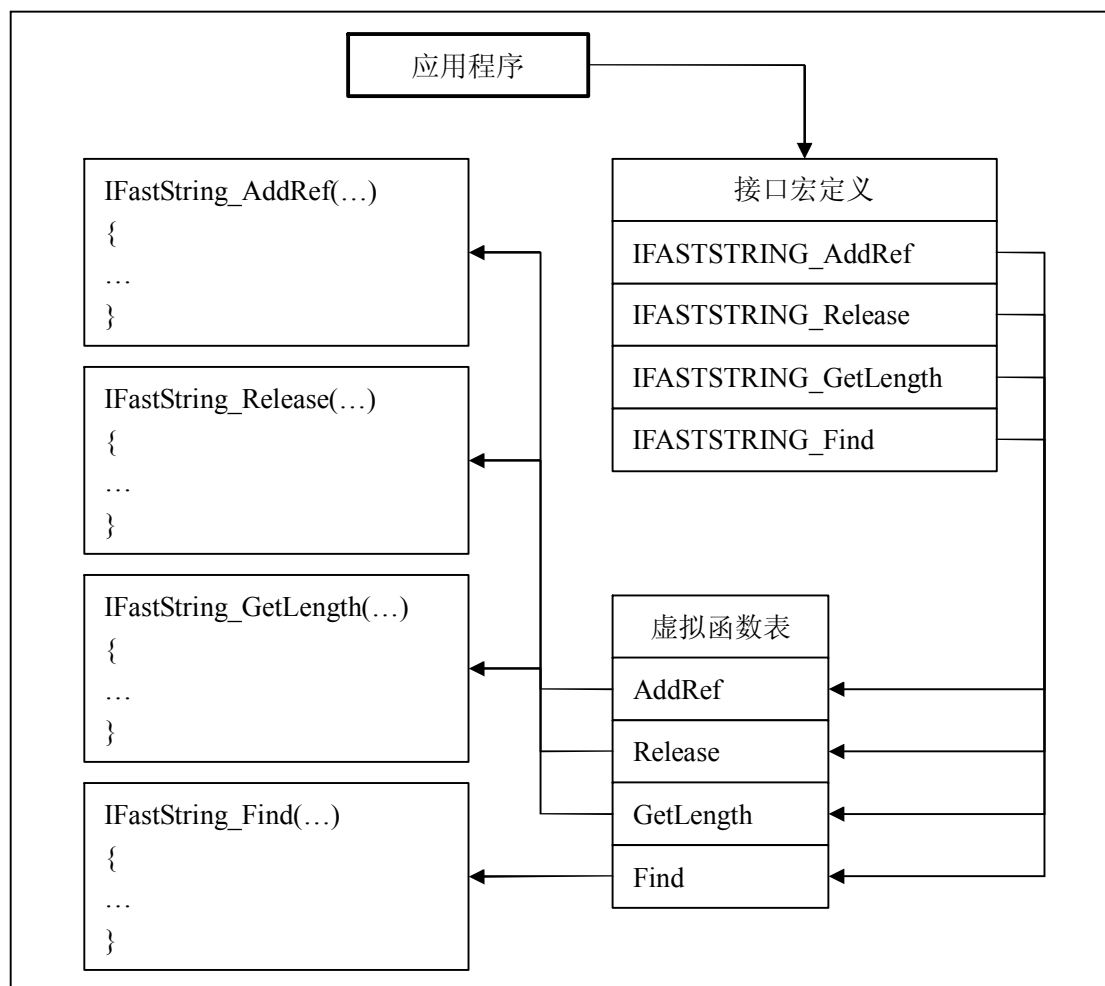 应用程序
IFastString_AddRef(…)
{
…
}
IFastString_Release(…)
{
…
}
IFastString_GetLength(…)
{
…
}
IFastString_Find(…)
{
…
}
接口宏定义
IFASTSTRING_AddRef
IFASTSTRING_Release
IFASTSTRING_GetLength
IFASTSTRING_Find
虚拟函数表
AddRef
Release
GetLength
Find